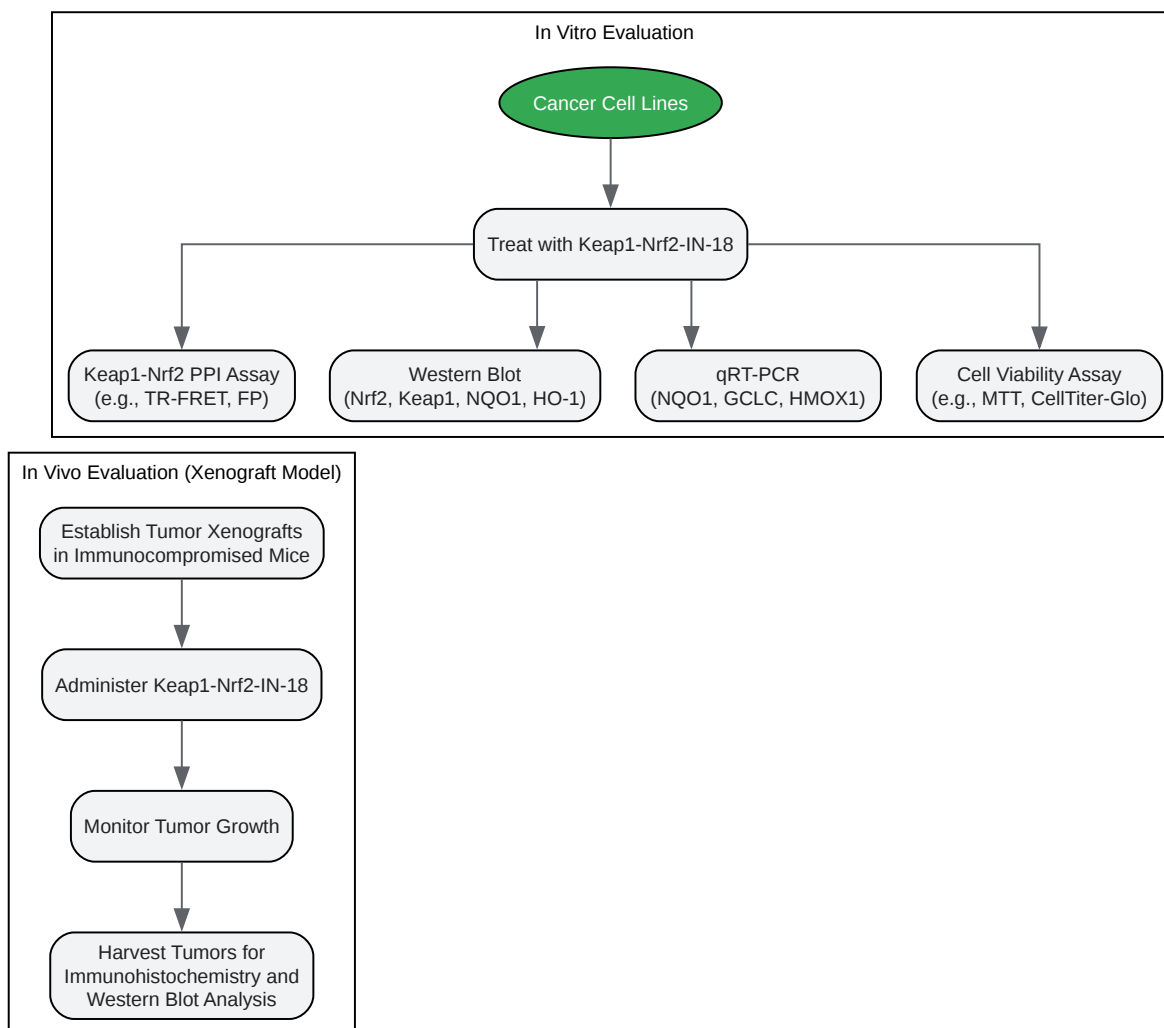 In Vitro Evaluation
Cancer Cell Lines
Treat with Keap1-Nrf2-IN-18
Keap1-Nrf2 PPI Assay
(e.g., TR-FRET, FP)
Western Blot
(Nrf2, Keap1, NQO1, HO-1)
qRT-PCR
(NQO1, GCLC, HMOX1)
Cell Viability Assay
(e.g., MTT, CellTiter-Glo)
In Vivo Evaluation (Xenograft Model)
Establish Tumor Xenografts
in Immunocompromised Mice
Administer Keap1-Nrf2-IN-18
Monitor Tumor Growth
Harvest Tumors for
Immunohistochemistry and
Western Blot Analysis